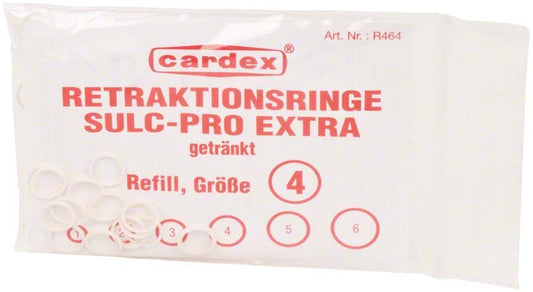 Art. Nr. : R464
cardex®
RETRAKTIONSRINGE
SULC-PRO EXTRA
getränkt
Refill, Größe 4
1 2 3 4 5 6